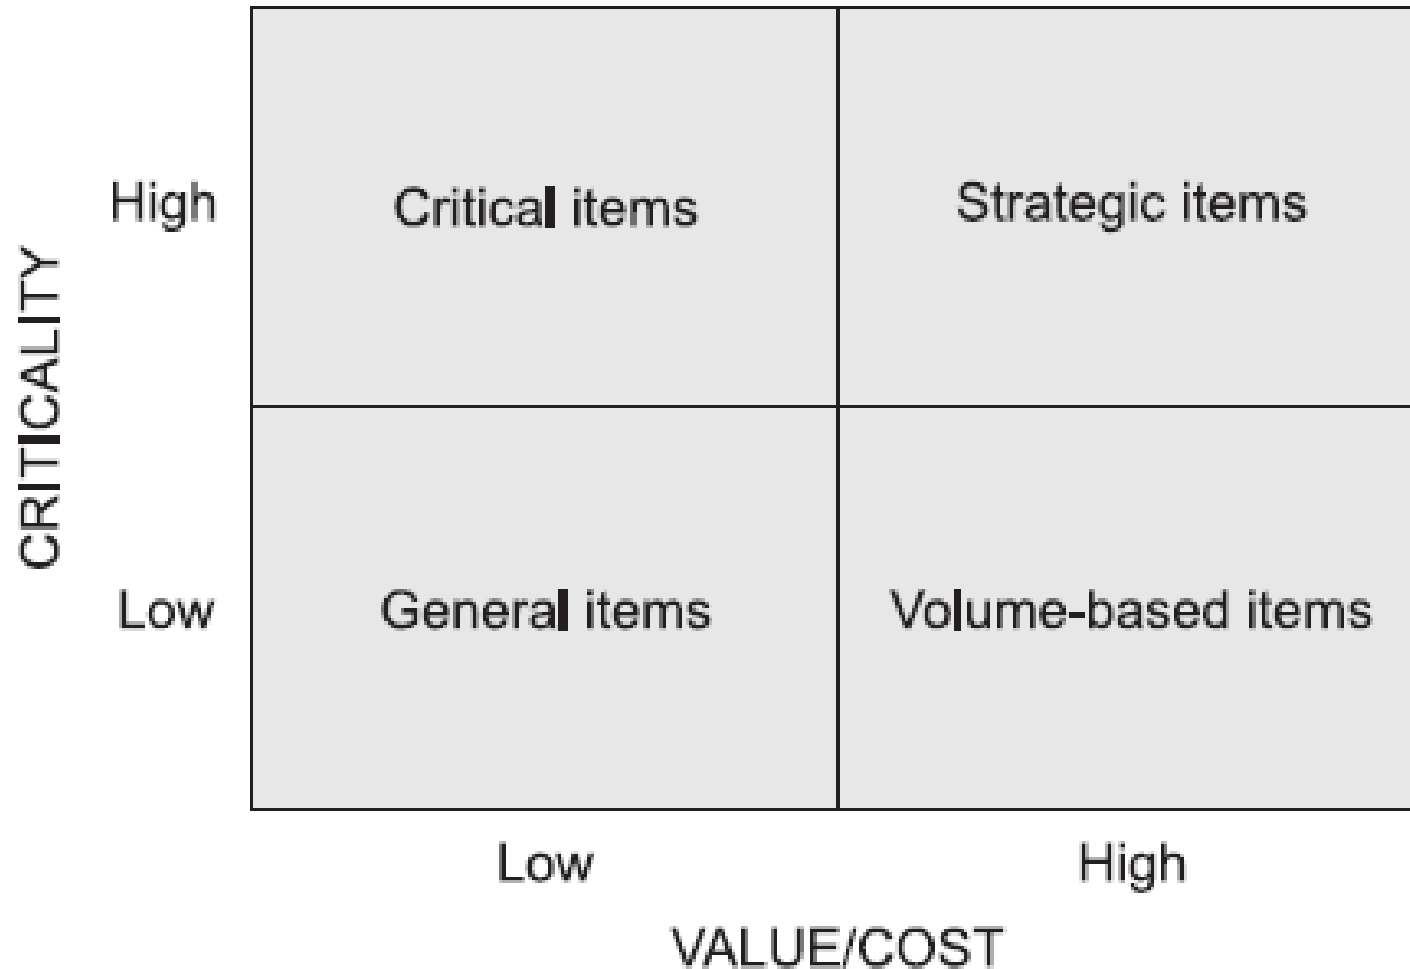 CRITICALITY
High
Critical items
Strategic items
Low
General items
Volume-based items
Low
High
VALUE/COST